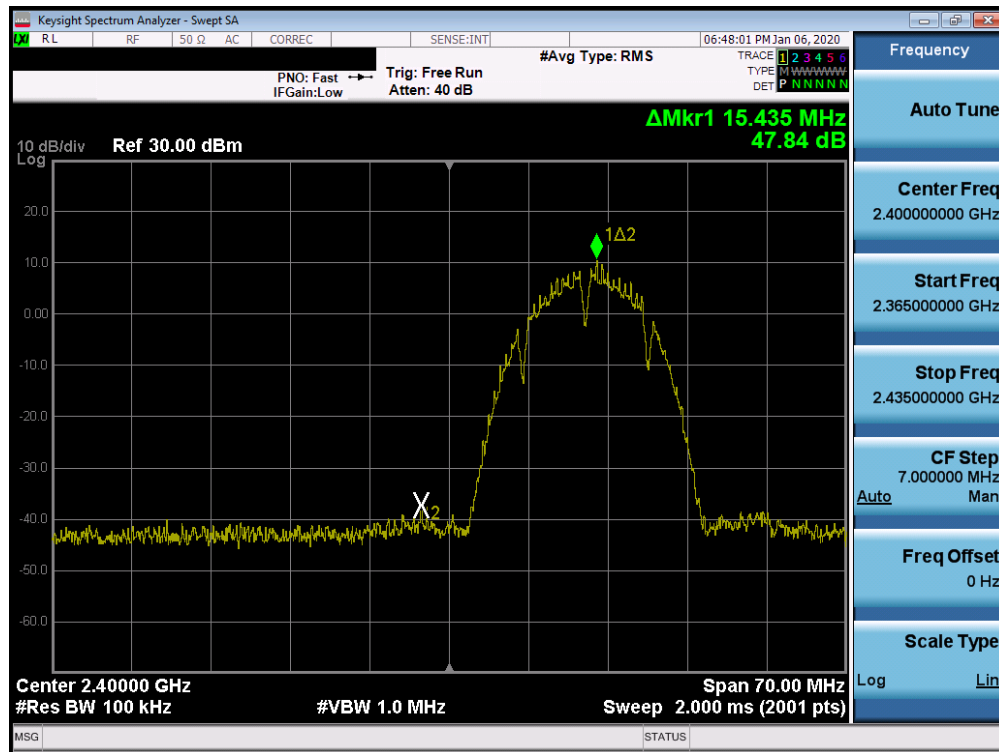 Keysight Spectrum Analyzer - Swept SA
LXI RL RF 50 Ω AC CORREC SENSE:INT 06:48:01 PM Jan 06, 2020
#Avg Type: RMS
TRACE 1 2 3 4 5 6
TYPE M WWWWW
DET P N N N N N
PNO: Fast
IFGain:Low
Trig: Free Run
Atten: 40 dB
ΔMkr1 15.435 MHz
47.84 dB
10 dB/div Ref 30.00 dBm
Log
20.0
10.0
0.00
-10.0
-20.0
-30.0
-40.0
-50.0
-60.0
1Δ2
X2
Center 2.40000 GHz
Span 70.00 MHz
#Res BW 100 kHz
#VBW 1.0 MHz
Sweep 2.000 ms (2001 pts)
MSG
STATUS
Frequency
Auto Tune
Center Freq
2.400000000 GHz
Start Freq
2.365000000 GHz
Stop Freq
2.435000000 GHz
CF Step
7.000000 MHz
Auto Man
Freq Offset
0 Hz
Scale Type
Log Lin